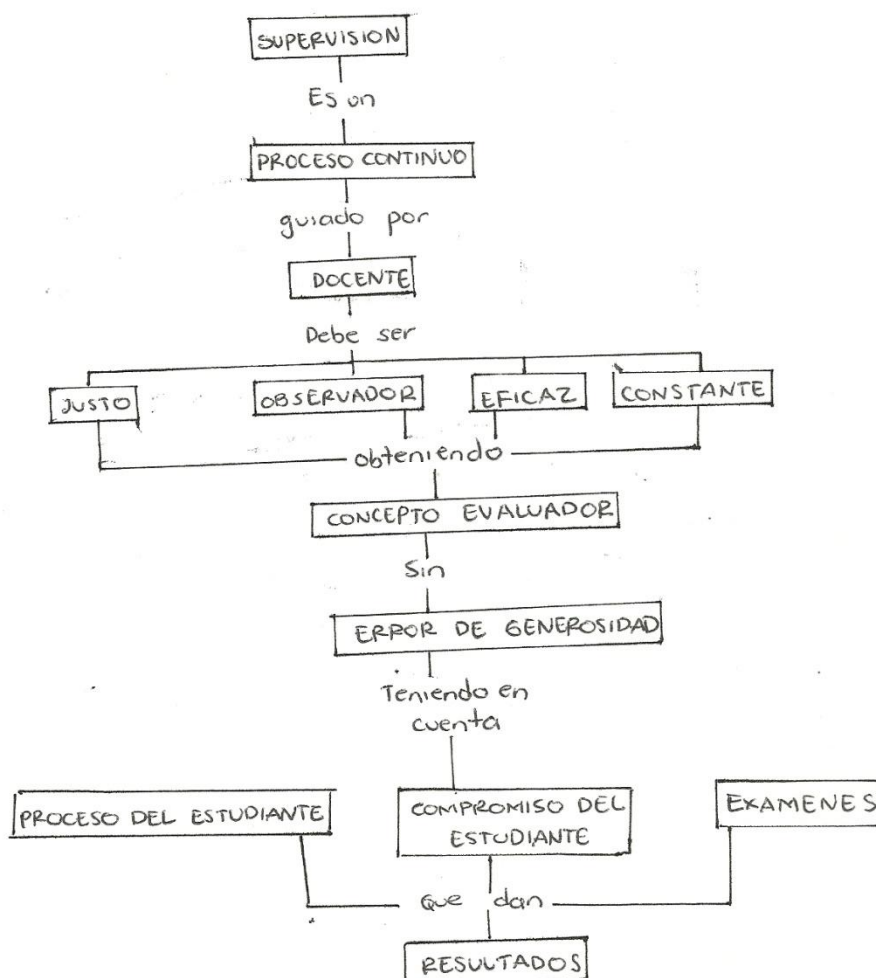 SUPERVISION
Es un
PROCESO CONTINUO
guiado por
DOCENTE
Debe ser
JUSTO
OBSERVADOR
EFICAZ
CONSTANTE
obteniendo
CONCEPTO EVALUADOR
Sin
ERROR DE GENEROSIDAD
Teniendo en
cuenta
PROCESO DEL ESTUDIANTE
COMPROMISO DEL
ESTUDIANTE
EXAMENES
Que dan
RESULTADOS